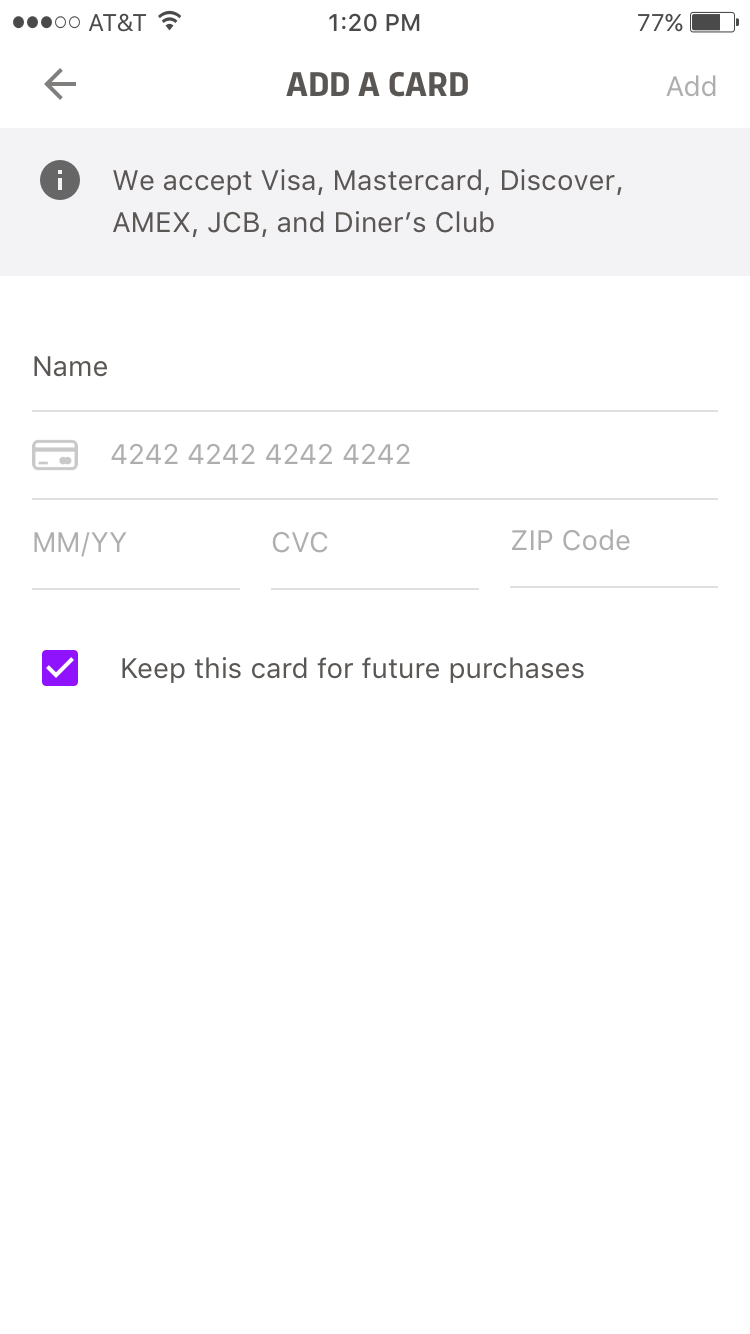 AT&T 1:20 PM 77%
ADD A CARD Add
We accept Visa, Mastercard, Discover,
AMEX, JCB, and Diner’s Club
Name
4242 4242 4242 4242
MM/YY CVC ZIP Code
Keep this card for future purchases